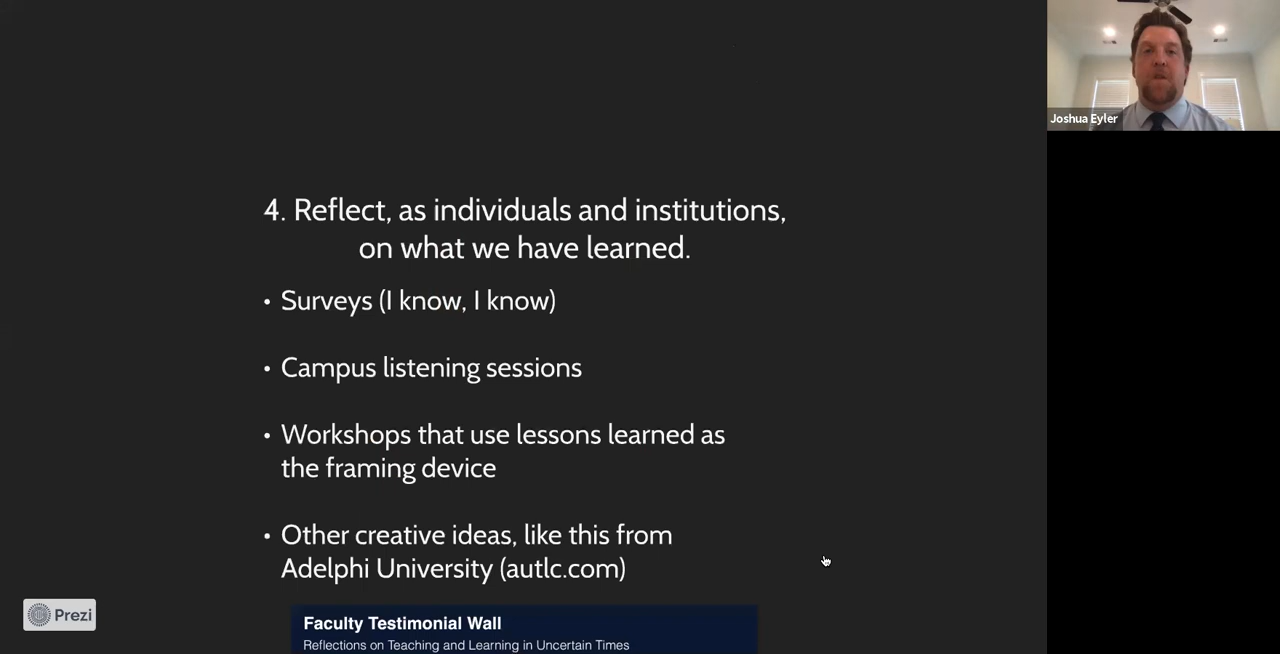 4. Reflect, as individuals and institutions,
on what we have learned.
• Surveys (I know, I know)
• Campus listening sessions
• Workshops that use lessons learned as
the framing device
• Other creative ideas, like this from
Adelphi University (autlc.com)
Faculty Testimonial Wall
Reflections on Teaching and Learning in Uncertain Times
Prezi
Joshua Eyler